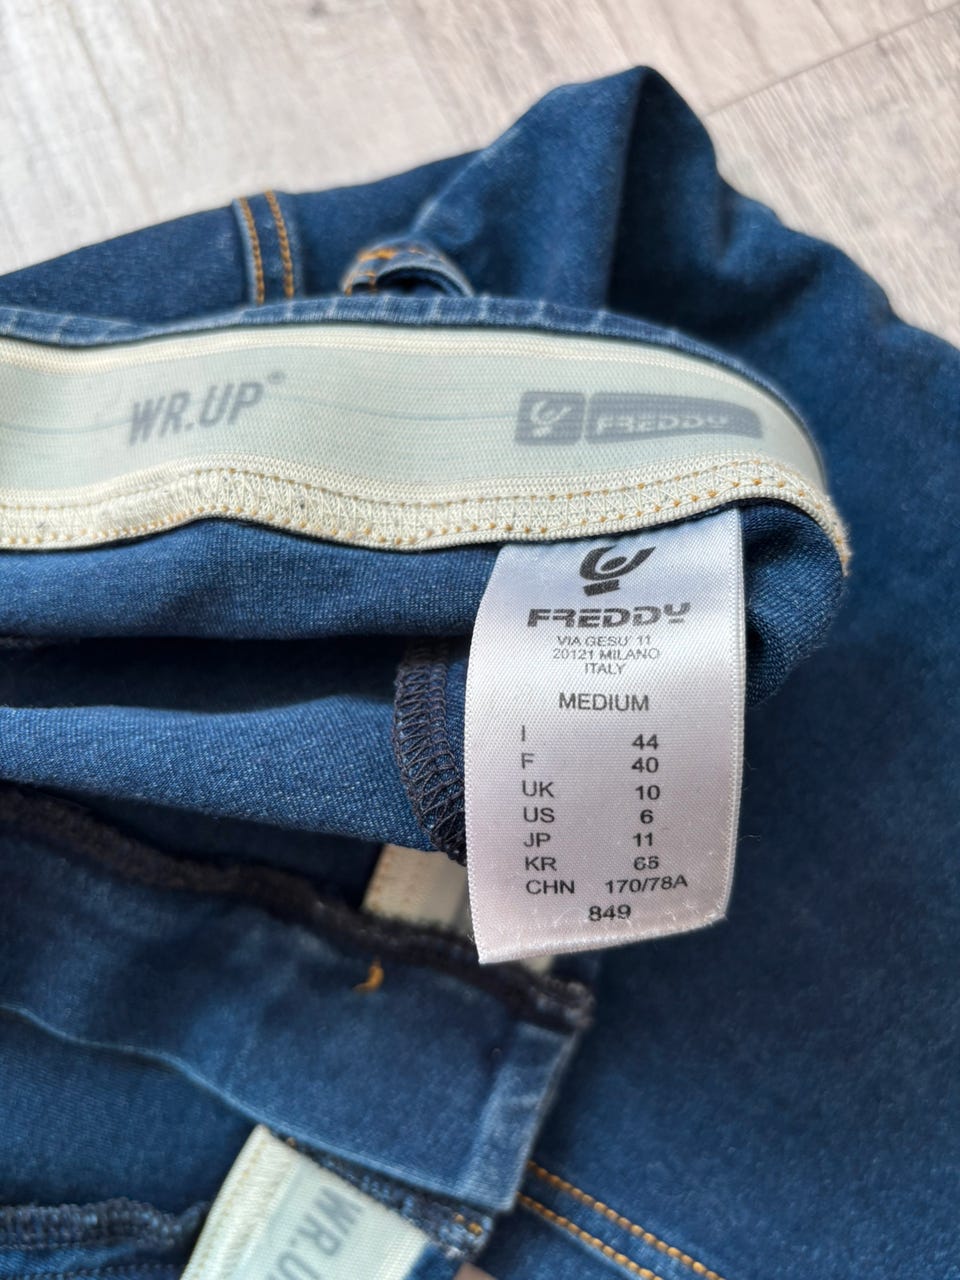 WR.UP®
FREDDY
FREDDY
VIA GESU' 11
20121 MILANO
ITALY
MEDIUM
I 44
F 40
UK 10
US 6
JP 11
KR 65
CHN 170/78A
849
WR.U